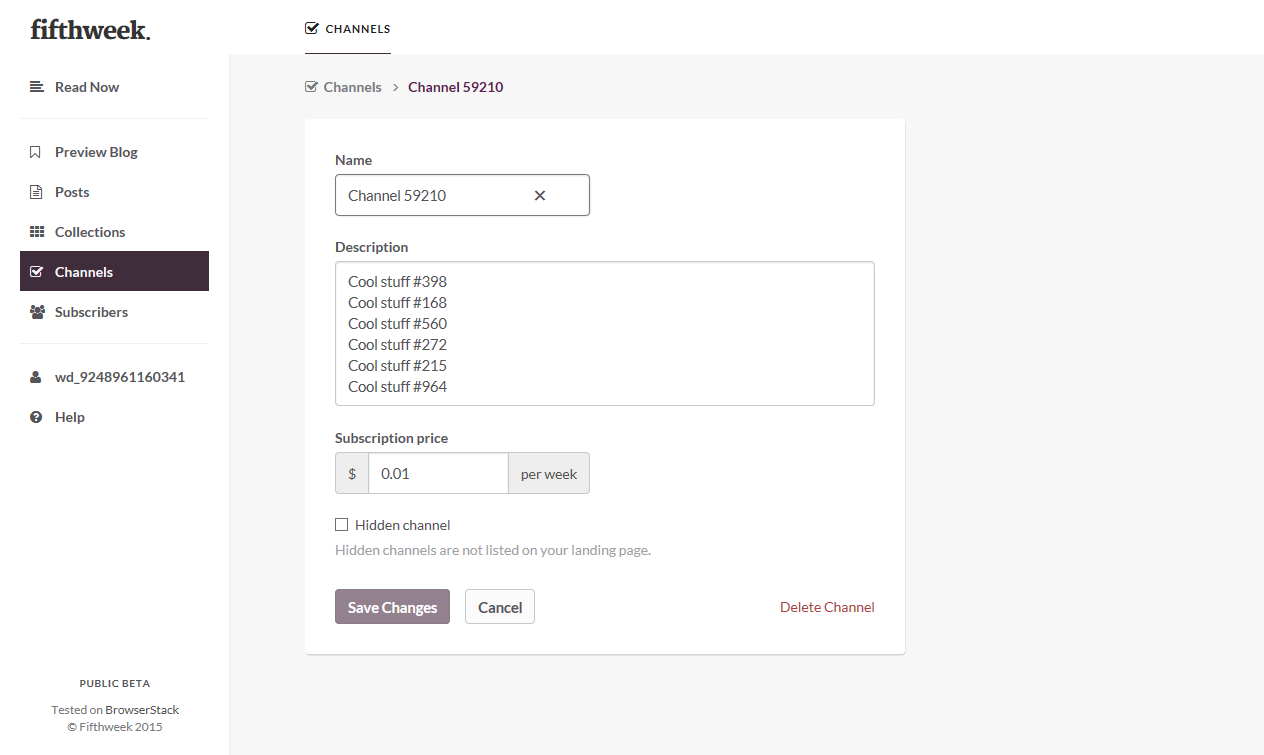 fifthweek.
CHANNELS
Read Now
Preview Blog
Posts
Collections
Channels
Subscribers
wd_9248961160341
Help
PUBLIC BETA
Tested on BrowserStack
© Fifthweek 2015
Channels > Channel 59210
Name
Channel 59210 ×
Description
Cool stuff #398
Cool stuff #168
Cool stuff #560
Cool stuff #272
Cool stuff #215
Cool stuff #964
Subscription price
$ 0.01 per week
Hidden channel
Hidden channels are not listed on your landing page.
Save Changes Cancel Delete Channel